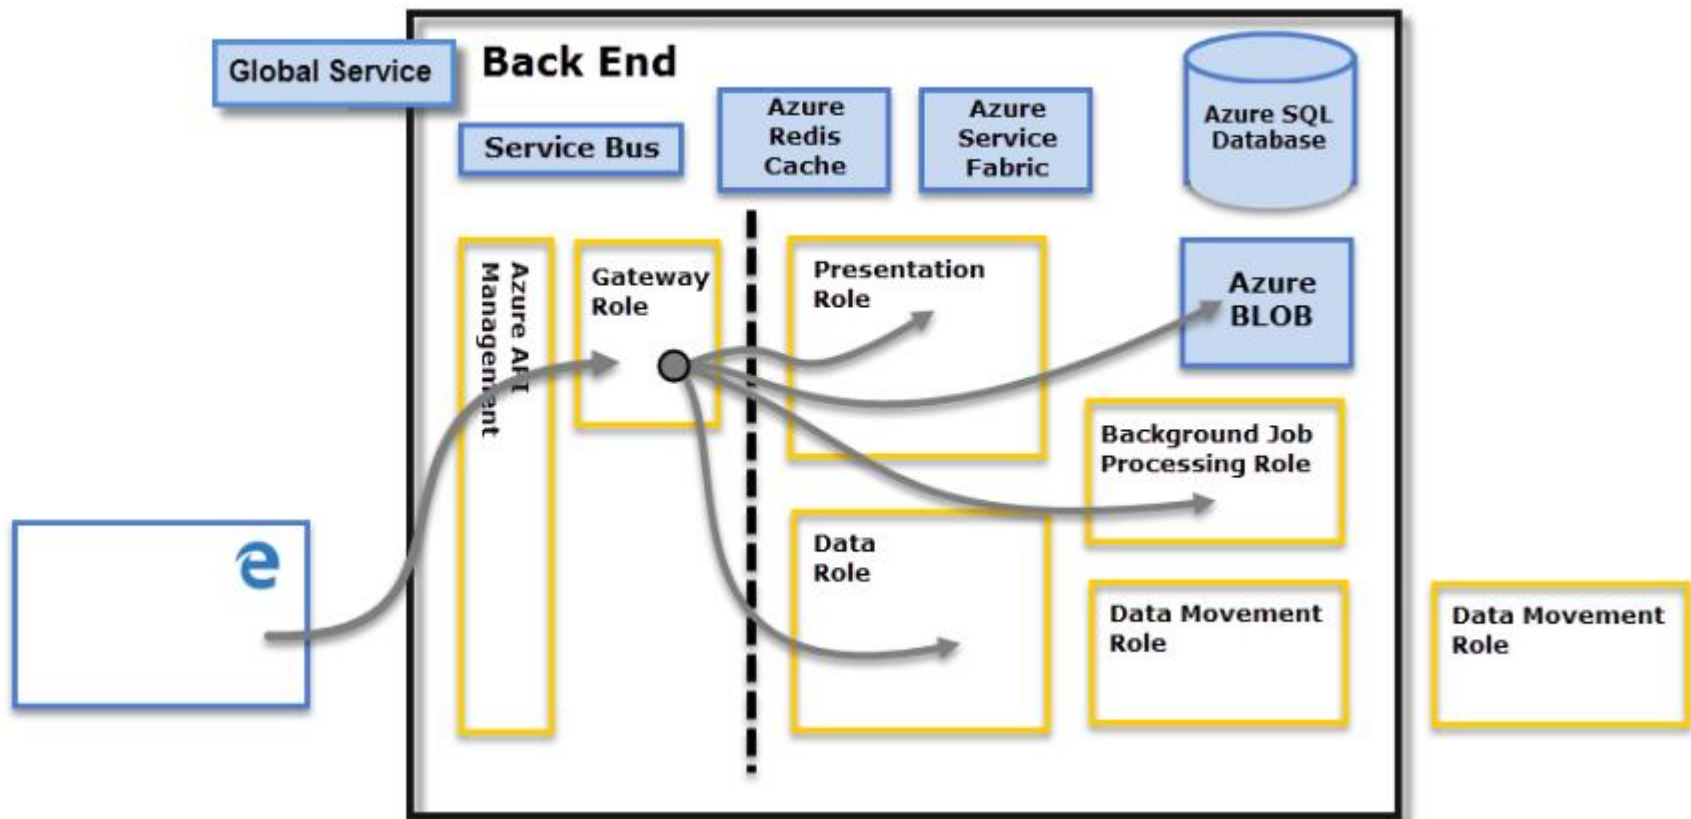 Global Service
Back End
Service Bus
Azure
Redis
Cache
Azure
Service
Fabric
Azure SQL
Database
Azure API
Management
Gateway
Role
Presentation
Role
Azure
BLOB
Background Job
Processing Role
Data
Role
Data Movement
Role
Data Movement
Role